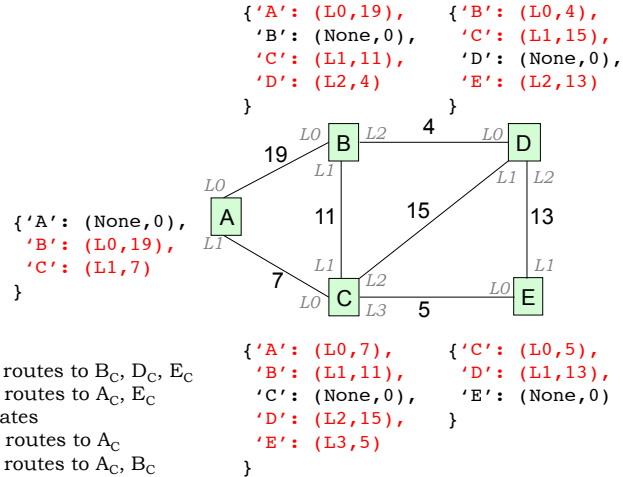 {‘A’: (L0,19),
‘B’: (None,0),
‘C’: (L1,11),
‘D’: (L2,4)
}
{‘B’: (L0,4),
‘C’: (L1,15),
‘D’: (None,0),
‘E’: (L2,13)
}
L0 B L2 4 L0 D
19 L1 L1 L2
L0
{‘A’: (None,0),
‘B’: (L0,19),
‘C’: (L1,7)
}
A
L1
11 15 13
7 L1 L2 L1
L0 C L3 5 L0 E
routes to BC, DC, EC
routes to AC, EC
ates
routes to AC
routes to AC, BC
{‘A’: (L0,7),
‘B’: (L1,11),
‘C’: (None,0),
‘D’: (L2,15),
‘E’: (L3,5)
}
{‘C’: (L0,5),
‘D’: (L1,13),
‘E’: (None,0)
}